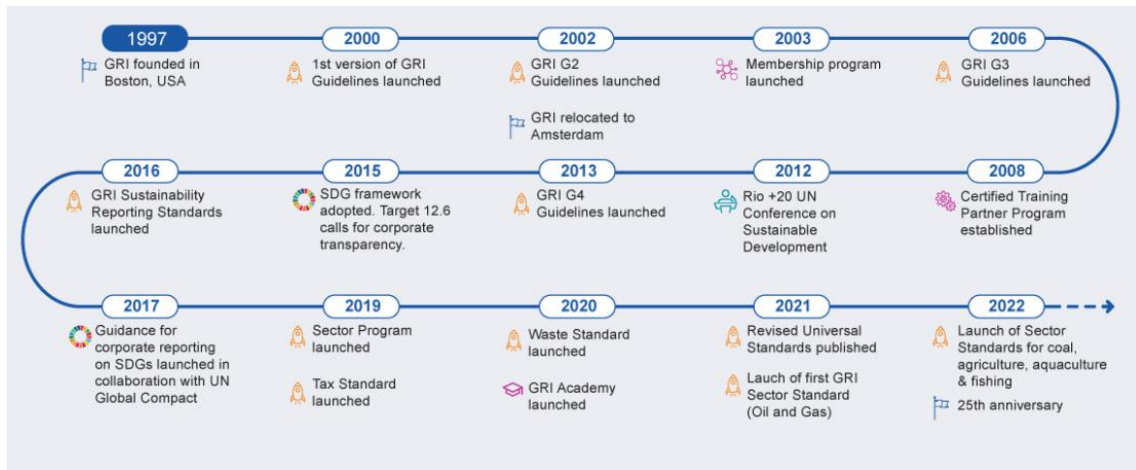 1997
GRI founded in
Boston, USA
2000
1st version of GRI
Guidelines launched
2002
GRI G2
Guidelines launched
GRI relocated to
Amsterdam
2003
Membership program
launched
2006
GRI G3
Guidelines launched
2008
Certified Training
Partner Program
established
2012
Rio +20 UN
Conference on
Sustainable
Development
2013
GRI G4
Guidelines launched
2015
SDG framework
adopted. Target 12.6
calls for corporate
transparency.
2016
GRI Sustainability
Reporting Standards
launched
2017
Guidance for
corporate reporting
on SDGs launched in
collaboration with UN
Global Compact
2019
Sector Program
launched
Tax Standard
launched
2020
Waste Standard
launched
GRI Academy
launched
2021
Revised Universal
Standards published
Lauch of first GRI
Sector Standard
(Oil and Gas)
2022
Launch of Sector
Standards for coal,
agriculture, aquaculture
& fishing
25th anniversary